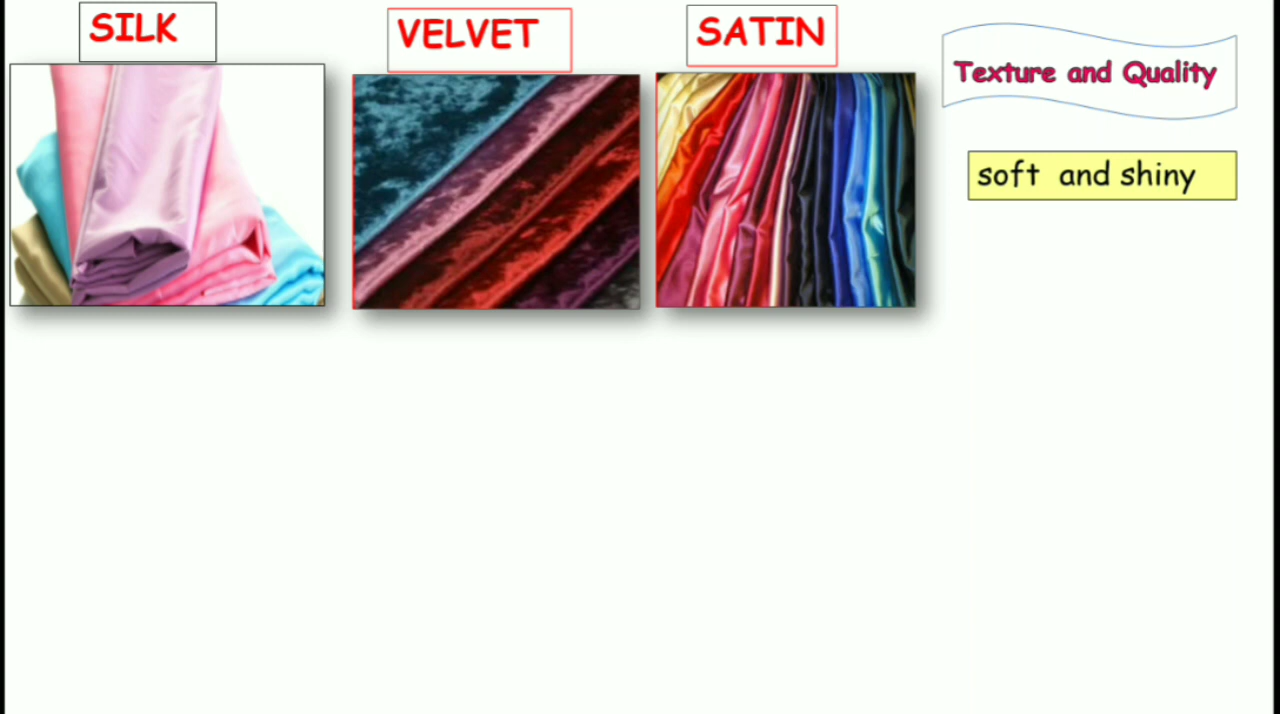 SILK
VELVET
SATIN
Texture and Quality
soft and shiny